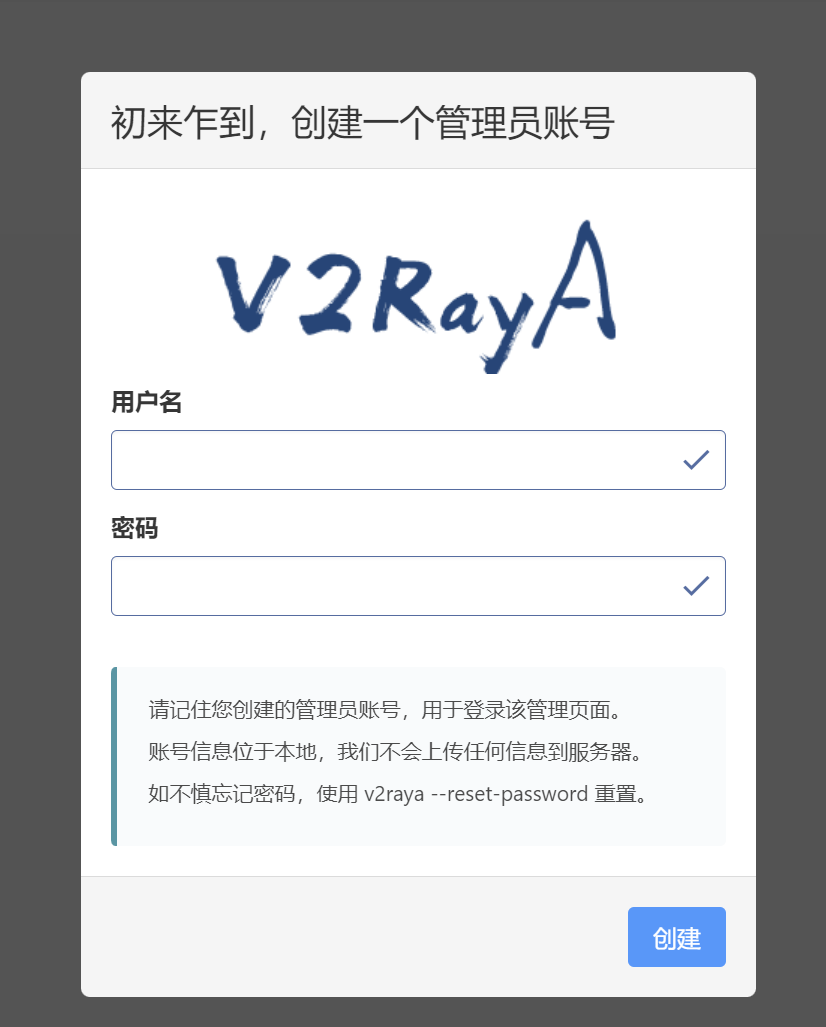 初来乍到，创建一个管理员账号
V2RayA
用户名
密码
请记住您创建的管理员账号，用于登录该管理页面。
账号信息位于本地，我们不会上传任何信息到服务器。
如不慎忘记密码，使用 v2raya --reset-password 重置。
创建